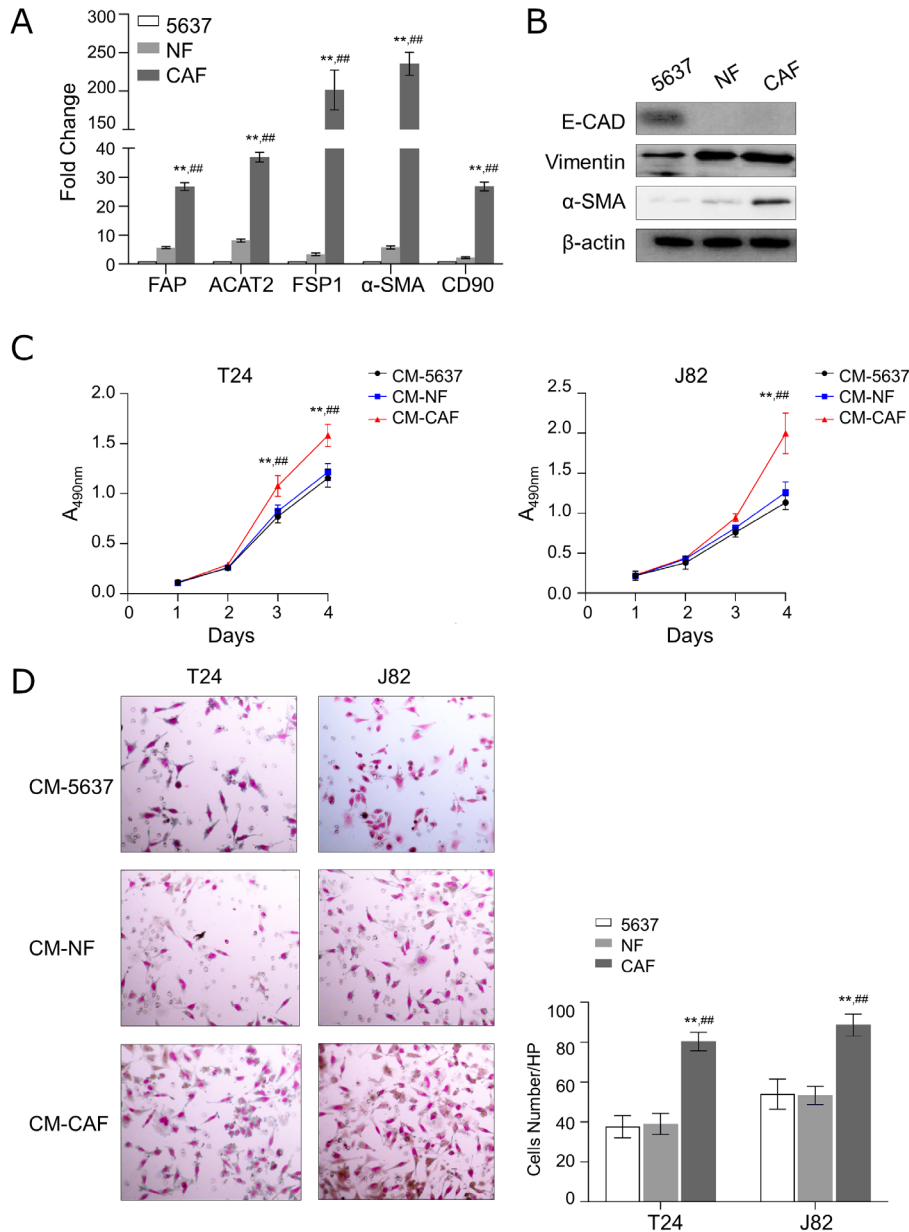 A
5637
NF
CAF
Fold Change
300
250
200
150
100
40
30
20
10
0
**,##
**,##
**,##
**,##
**,##
FAP ACAT2 FSP1 α-SMA CD90
B
5637 NF CAF
E-CAD
Vimentin
α-SMA
β-actin
C
T24
CM-5637
CM-NF
CM-CAF
A490nm
2.0
1.5
1.0
0.5
0.0
**,##
**,##
0 1 2 3 4
Days
J82
CM-5637
CM-NF
CM-CAF
A490nm
2.5
2.0
1.5
1.0
0.5
0.0
**,##
0 1 2 3 4
Days
D
T24 J82
CM-5637
CM-NF
CM-CAF
5637
NF
CAF
Cells Number/HP
100
80
60
40
40
0
**,##
**,##
T24 J82